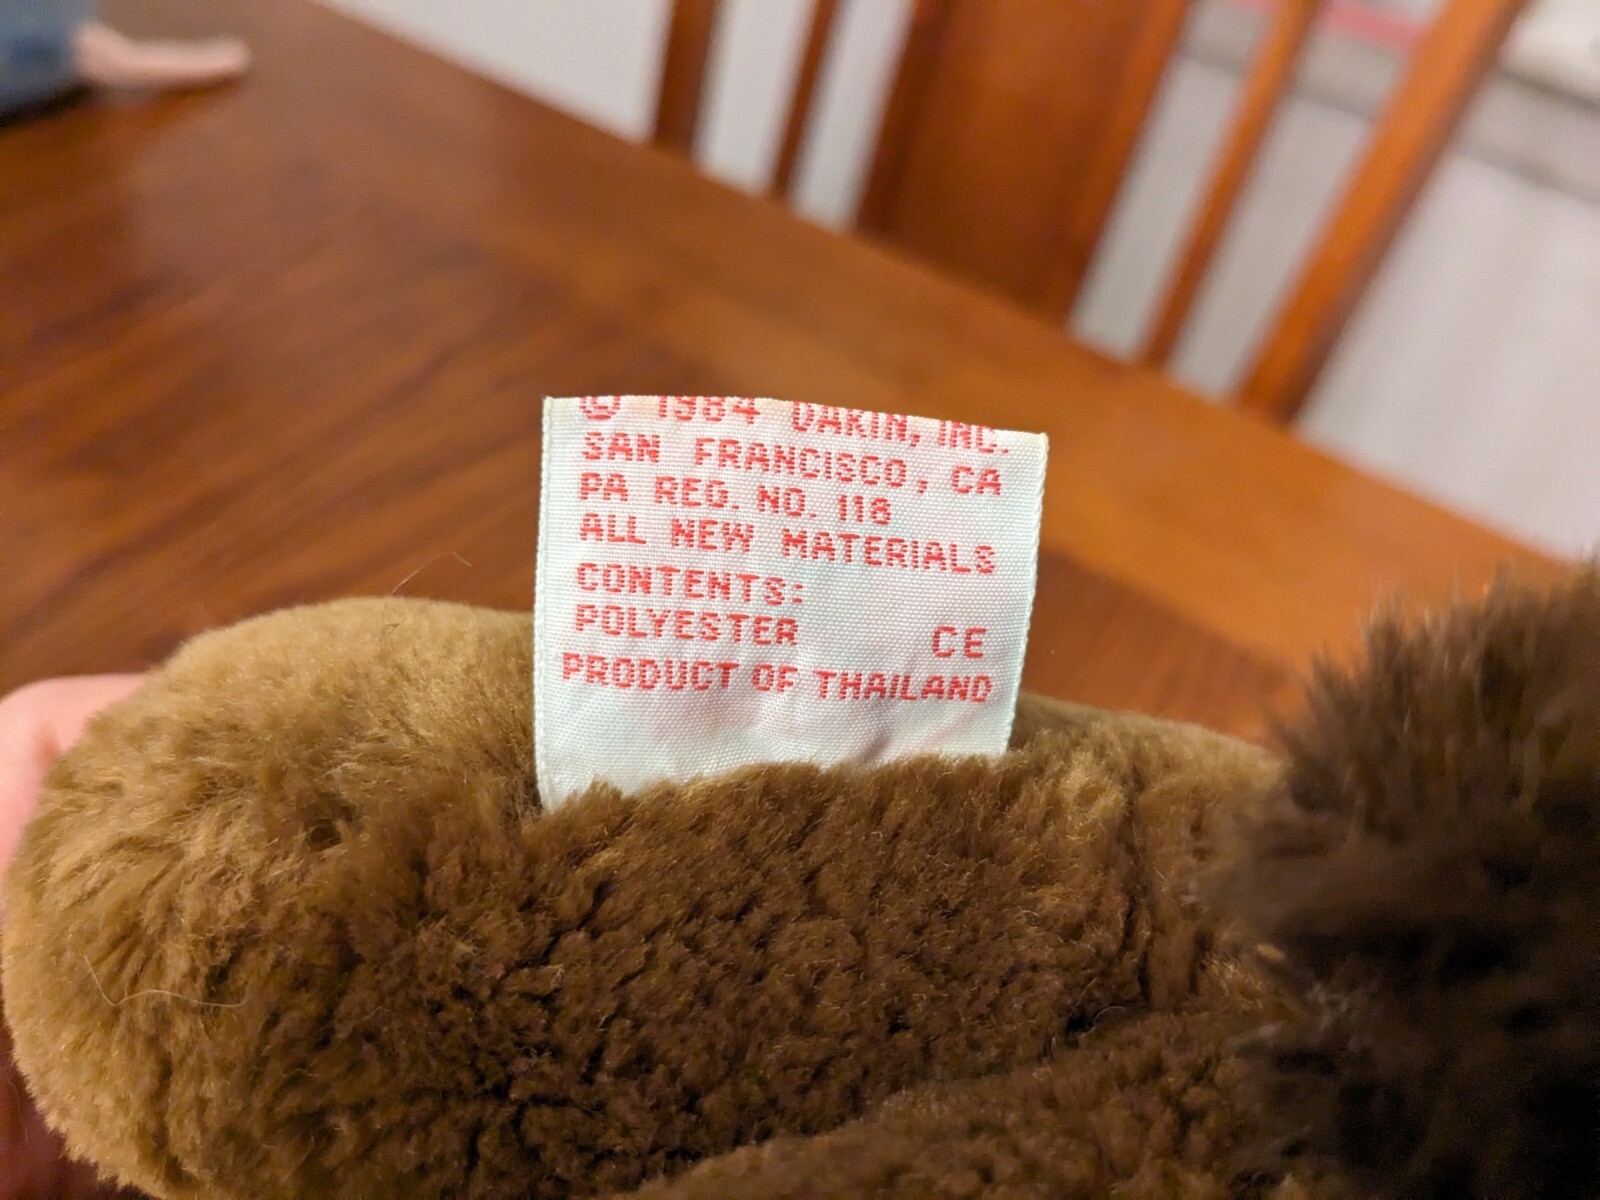 © 1984 DAKIN, INC.
SAN FRANCISCO, CA
PA REG. NO. 118
ALL NEW MATERIALS
CONTENTS:
POLYESTER CE
PRODUCT OF THAILAND